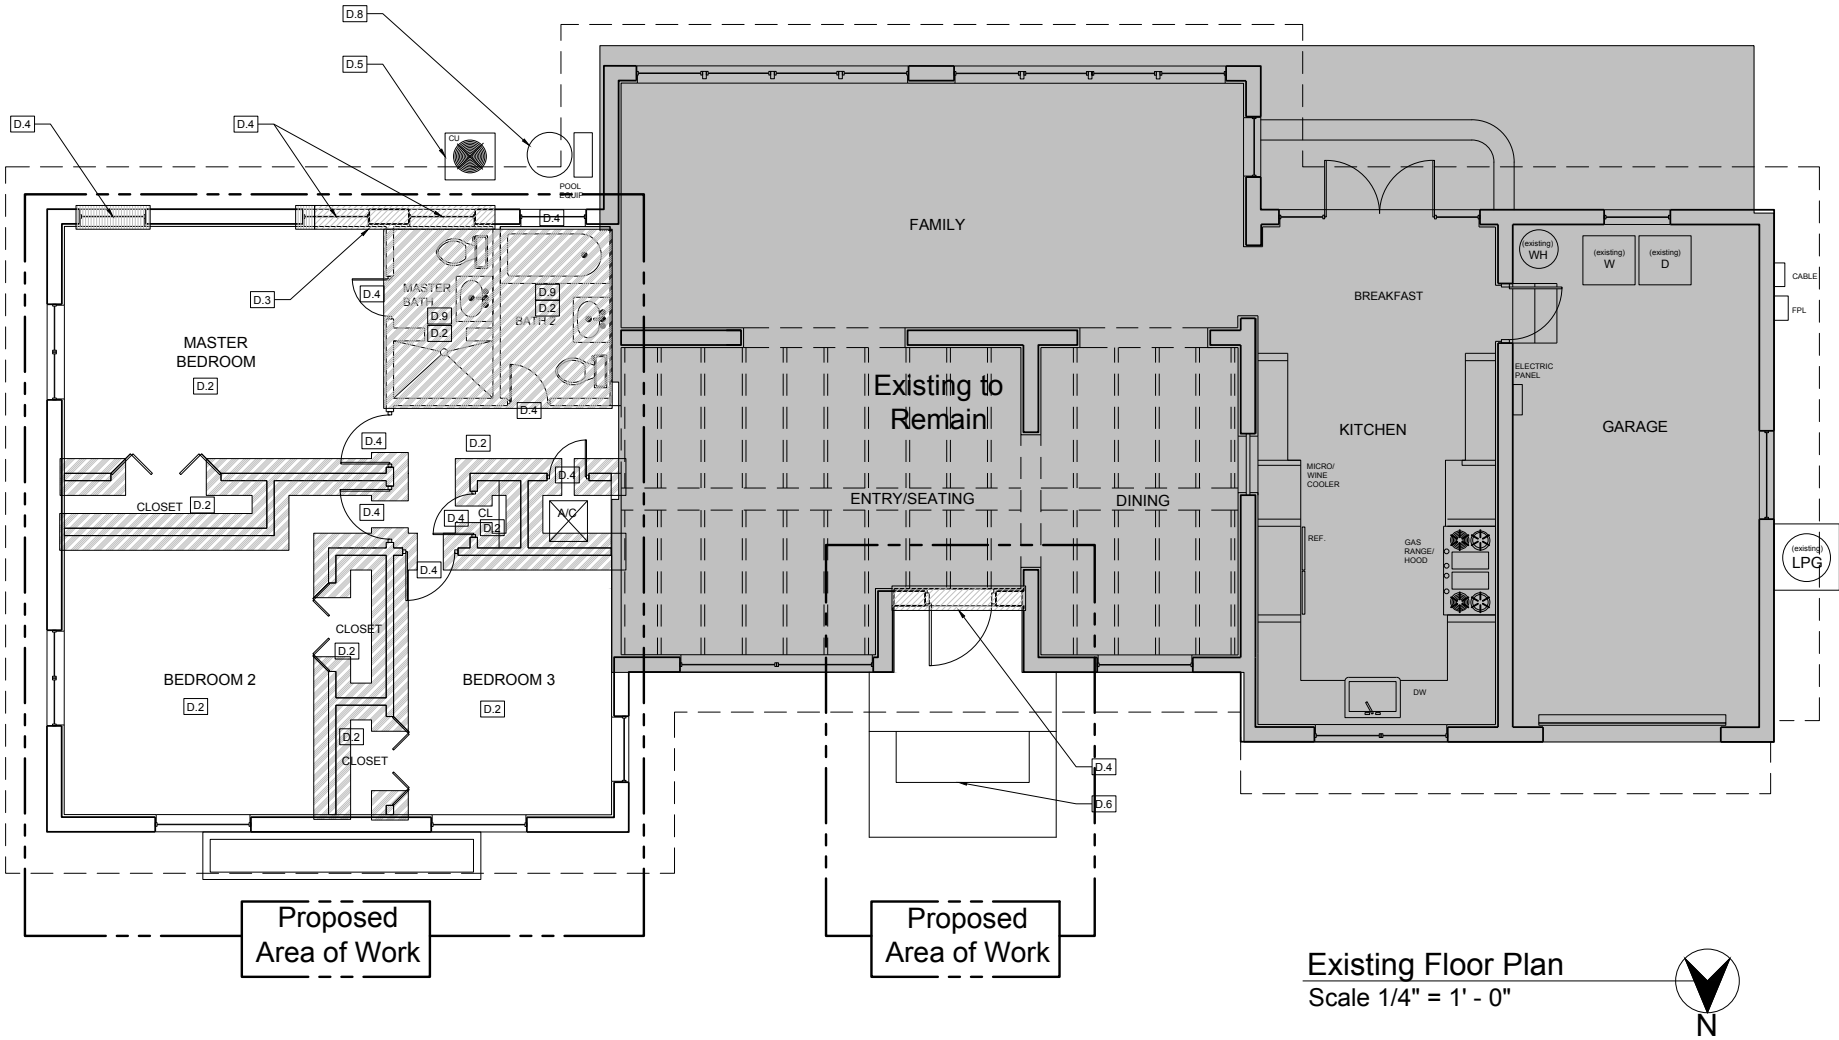 D.8
D.5
D.4
D.4
CU
POOL
EQUIP
D.4
FAMILY
(existing)
WH
(existing)
W
(existing)
D
CABLE
FPL
D.3
D.4
MASTER
BATH
D.9
D.2
D.9
D.2
BATH 2
BREAKFAST
MASTER
BEDROOM
D.2
ELECTRIC
PANEL
Existing to
Remain
D.4
D.4
D.2
KITCHEN
GARAGE
D.4
MICRO/
WINE
COOLER
CLOSET
D.2
D.4
D.4
CL
D.2
A/C
ENTRY/SEATING
DINING
REF.
GAS
RANGE/
HOOD
(existing)
LPG
D.4
CLOSET
D.2
BEDROOM 2
D.2
BEDROOM 3
D.2
DW
D.2
CLOSET
D.4
D.6
Proposed
Area of Work
Proposed
Area of Work
Existing Floor Plan
Scale 1/4" = 1' - 0"
N